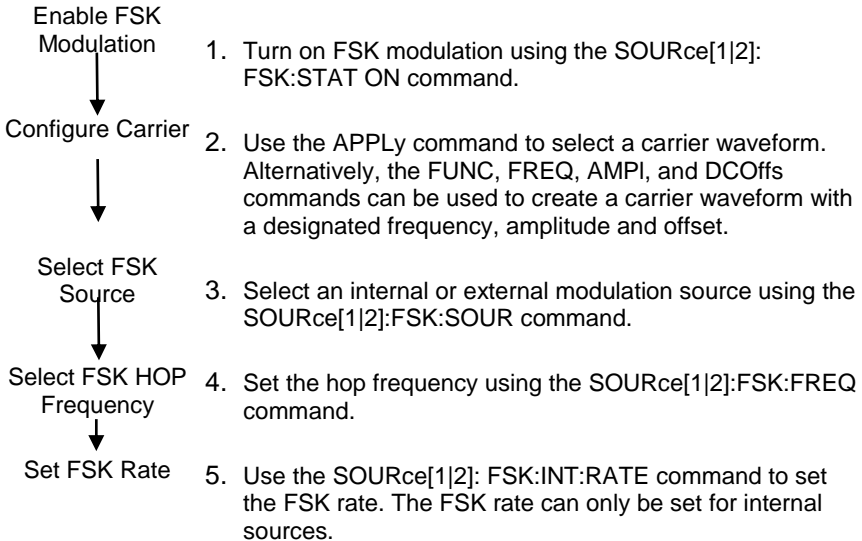 Enable FSK
Modulation
1. Turn on FSK modulation using the SOURce[1|2]:
FSK:STAT ON command.
Configure Carrier
2. Use the APPLy command to select a carrier waveform.
Alternatively, the FUNC, FREQ, AMPl, and DCOffs
commands can be used to create a carrier waveform with
a designated frequency, amplitude and offset.
Select FSK
Source
3. Select an internal or external modulation source using the
SOURce[1|2]:FSK:SOUR command.
Select FSK HOP
Frequency
4. Set the hop frequency using the SOURce[1|2]:FSK:FREQ
command.
Set FSK Rate
5. Use the SOURce[1|2]: FSK:INT:RATE command to set
the FSK rate. The FSK rate can only be set for internal
sources.